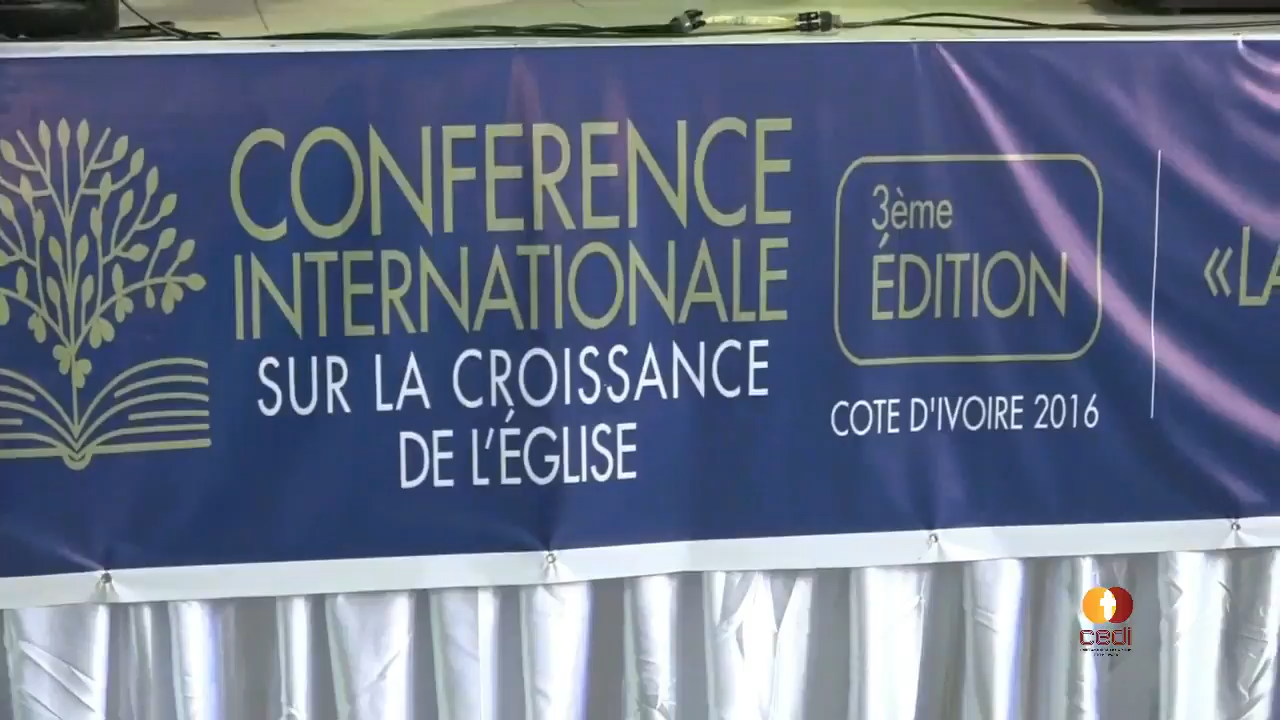 CONFERENCE
INTERNATIONALE
SUR LA CROISSANCE
DE L'ÉGLISE
3ème
ÉDITION
COTE D'IVOIRE 2016
«LA
cedi